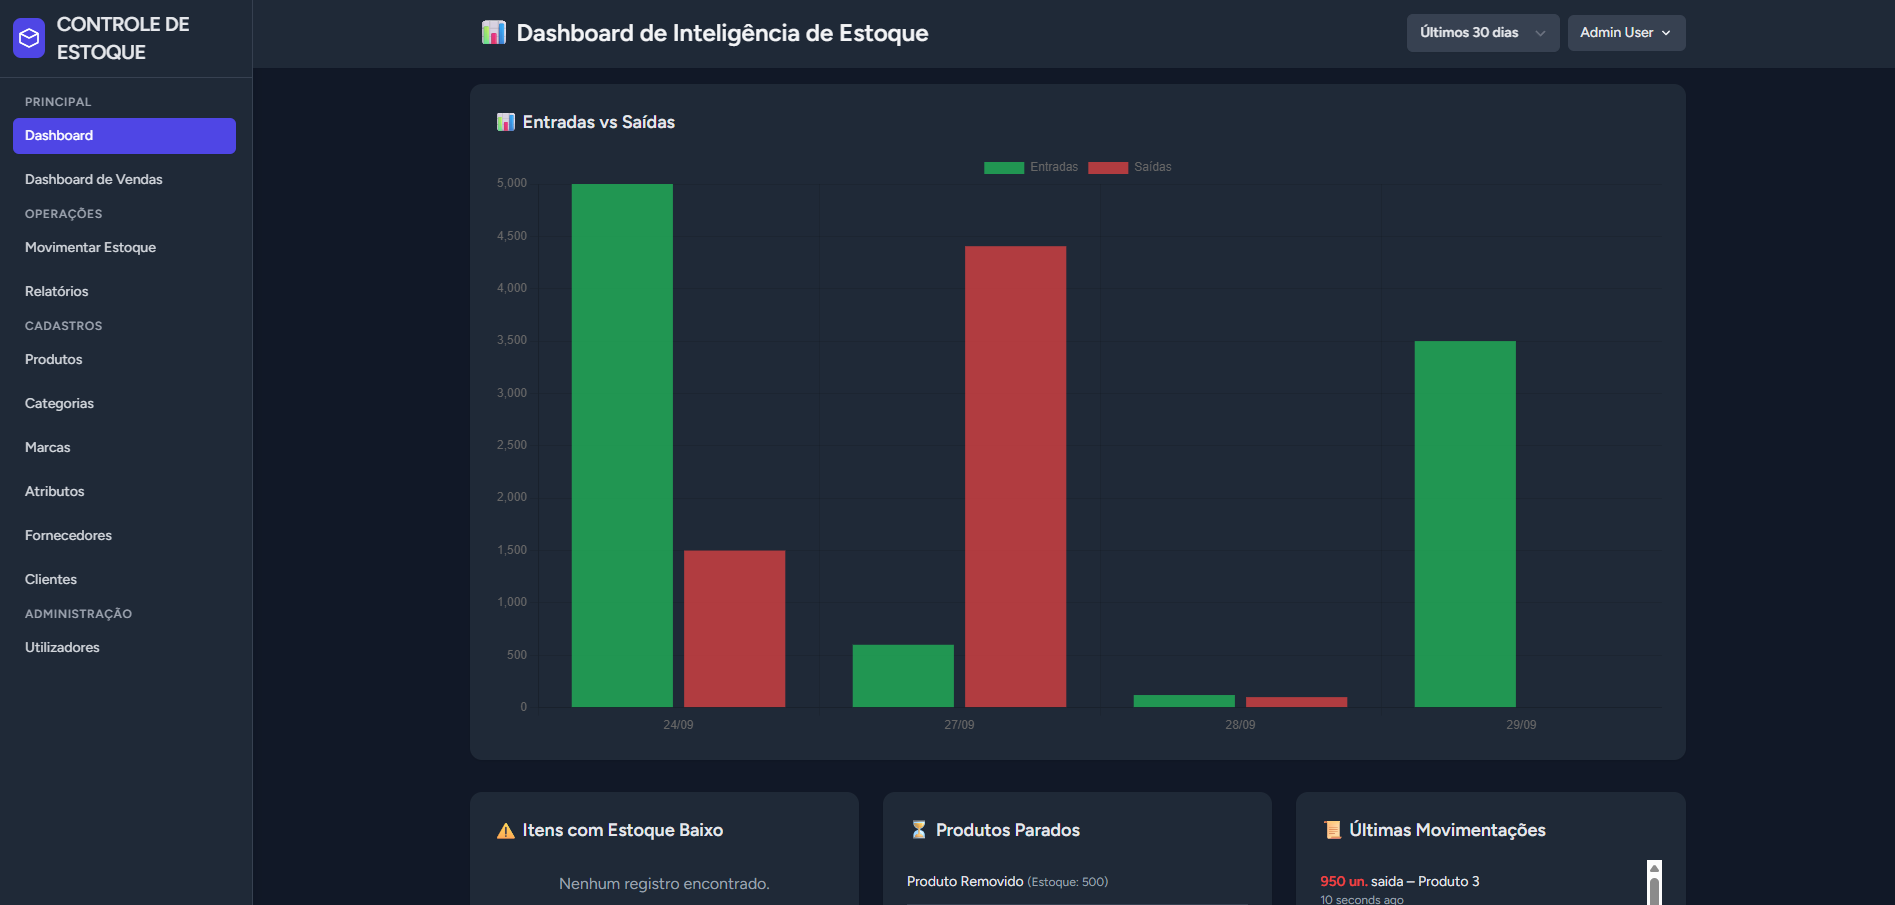 CONTROLE DE
ESTOQUE
PRINCIPAL
Dashboard
Dashboard de Vendas
OPERAÇÕES
Movimentar Estoque
Relatórios
CADASTROS
Produtos
Categorias
Marcas
Atributos
Fornecedores
Clientes
ADMINISTRAÇÃO
Utilizadores
Dashboard de Inteligência de Estoque
Últimos 30 dias
Admin User
Entradas vs Saídas
Entradas Saídas
5,000
4,500
4,000
3,500
3,000
2,500
2,000
1,500
1,000
500
0
24/09 27/09 28/09 29/09
Itens com Estoque Baixo
Nenhum registro encontrado.
Produtos Parados
Produto Removido (Estoque: 500)
Últimas Movimentações
950 un. saida – Produto 3
10 seconds ago